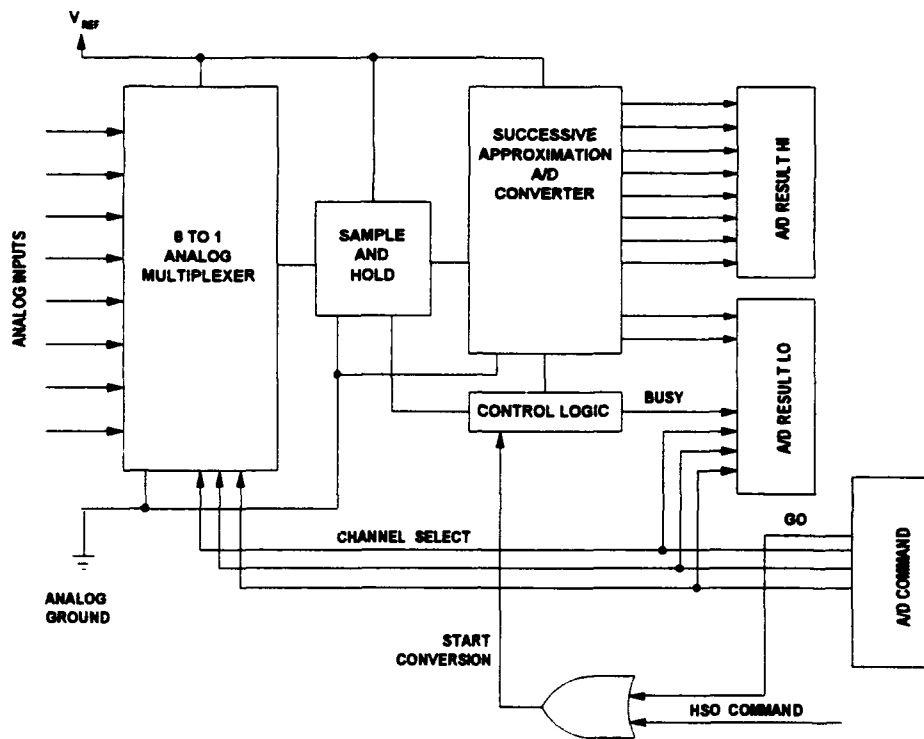 V REF
ANALOG INPUTS
8 TO 1
ANALOG
MULTIPLEXER
SAMPLE
AND
HOLD
SUCCESSIVE
APPROXIMATION
A/D
CONVERTER
A/D RESULT HI
A/D RESULT LO
CONTROL LOGIC
BUSY
GO
CHANNEL SELECT
A/D COMMAND
ANALOG
GROUND
START
CONVERSION
HSO COMMAND